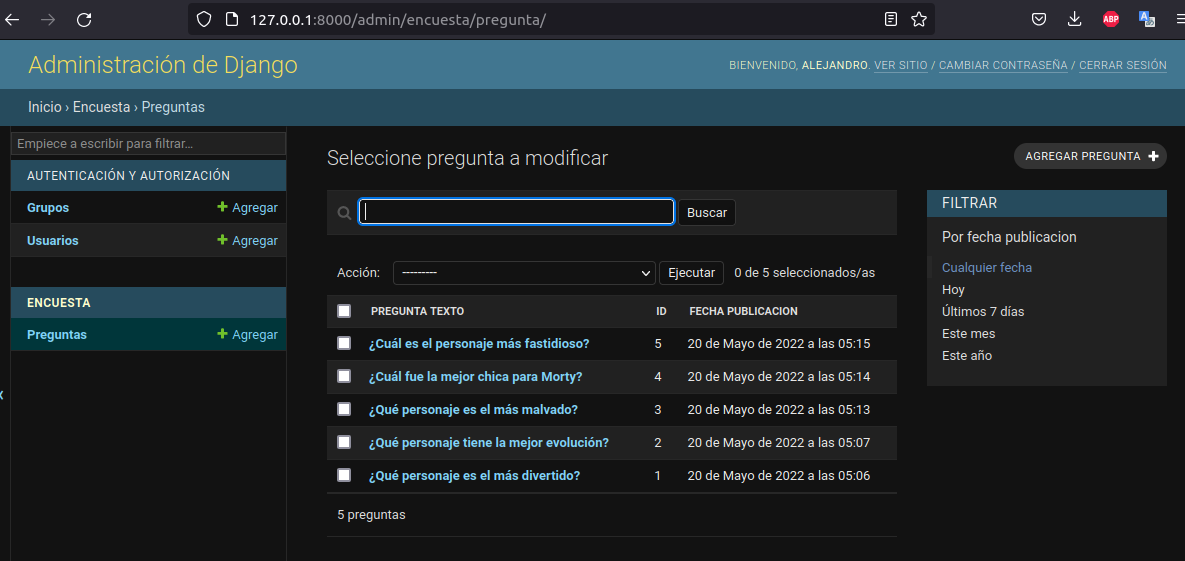 127.0.0.1:8000/admin/encuesta/pregunta/
ABP
Administración de Django
BIENVENIDO, ALEJANDRO. VER SITIO / CAMBIAR CONTRASEÑA / CERRAR SESIÓN
Inicio › Encuesta › Preguntas
Empiece a escribir para filtrar...
AUTENTICACIÓN Y AUTORIZACIÓN
Grupos + Agregar
Usuarios + Agregar
ENCUESTA
Preguntas + Agregar
Seleccione pregunta a modificar
AGREGAR PREGUNTA +
Buscar
Acción: --------- Ejecutar 0 de 5 seleccionados/as
PREGUNTA TEXTO ID FECHA PUBLICACION
¿Cuál es el personaje más fastidioso? 5 20 de Mayo de 2022 a las 05:15
¿Cuál fue la mejor chica para Morty? 4 20 de Mayo de 2022 a las 05:14
¿Qué personaje es el más malvado? 3 20 de Mayo de 2022 a las 05:13
¿Qué personaje tiene la mejor evolución? 2 20 de Mayo de 2022 a las 05:07
¿Qué personaje es el más divertido? 1 20 de Mayo de 2022 a las 05:06
5 preguntas
FILTRAR
Por fecha publicacion
Cualquier fecha
Hoy
Últimos 7 días
Este mes
Este año